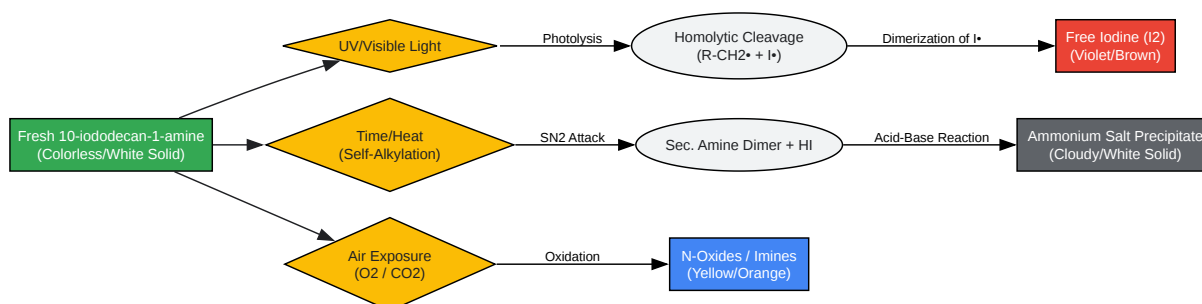 UV/Visible Light
Photolysis
Homolytic Cleavage
(R-CH2• + I•)
Dimerization of I•
Free Iodine (I2)
(Violet/Brown)
Fresh 10-iododecan-1-amine
(Colorless/White Solid)
Time/Heat
(Self-Alkylation)
SN2 Attack
Sec. Amine Dimer + HI
Acid-Base Reaction
Ammonium Salt Precipitate
(Cloudy/White Solid)
Air Exposure
(O2 / CO2)
Oxidation
N-Oxides / Imines
(Yellow/Orange)